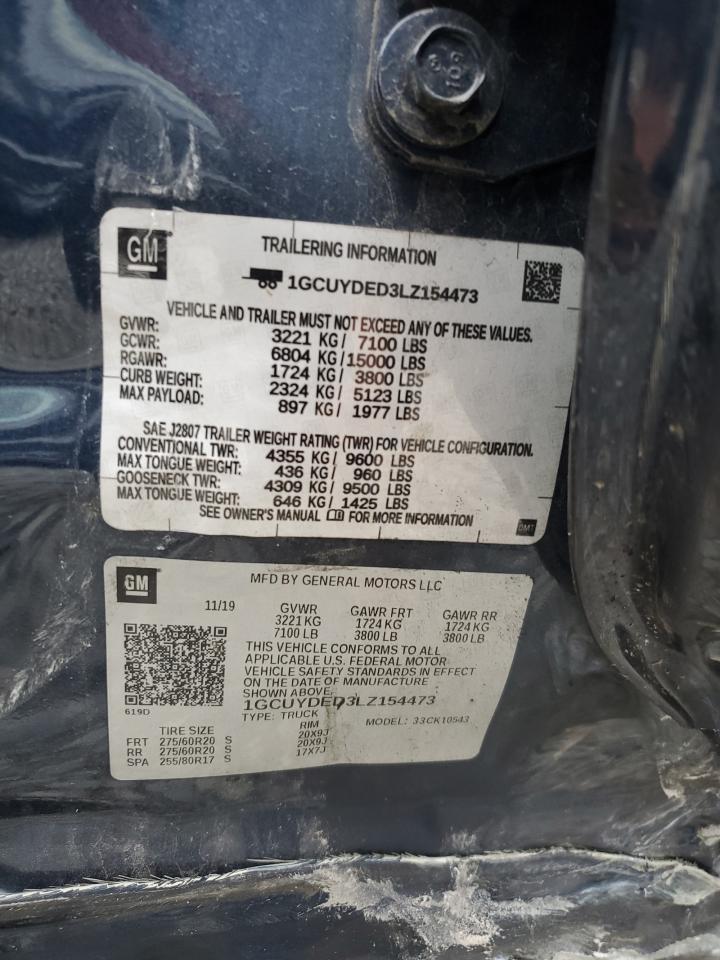 10.9
GM
TRAILERING INFORMATION
1GCUYDED3LZ154473
VEHICLE AND TRAILER MUST NOT EXCEED ANY OF THESE VALUES.
GVWR: 3221 KG/ 7100 LBS
GCWR: 6804 KG/15000 LBS
RGAWR: 1724 KG/ 3800 LBS
CURB WEIGHT: 2324 KG/ 5123 LBS
MAX PAYLOAD: 897 KG/ 1977 LBS
SAE J2807 TRAILER WEIGHT RATING (TWR) FOR VEHICLE CONFIGURATION.
CONVENTIONAL TWR: 4355 KG/ 9600 LBS
MAX TONGUE WEIGHT: 436 KG/ 960 LBS
GOOSENECK TWR: 4309 KG/ 9500 LBS
MAX TONGUE WEIGHT: 646 KG/ 1425 LBS
SEE OWNER'S MANUAL FOR MORE INFORMATION
DMT
GM
MFD BY GENERAL MOTORS LLC
11/19 GVWR GAWR FRT GAWR RR
3221 KG 1724 KG 1724 KG
7100 LB 3800 LB 3800 LB
THIS VEHICLE CONFORMS TO ALL
APPLICABLE U.S. FEDERAL MOTOR
VEHICLE SAFETY STANDARDS IN EFFECT
ON THE DATE OF MANUFACTURE
SHOWN ABOVE.
1GCUYDED3LZ154473
619D
TYPE: TRUCK MODEL: 33CK10543
TIRE SIZE RIM
FRT 275/60R20 S 20X9J
RR 275/60R20 S 20X9J
SPA 255/80R17 S 17X7J